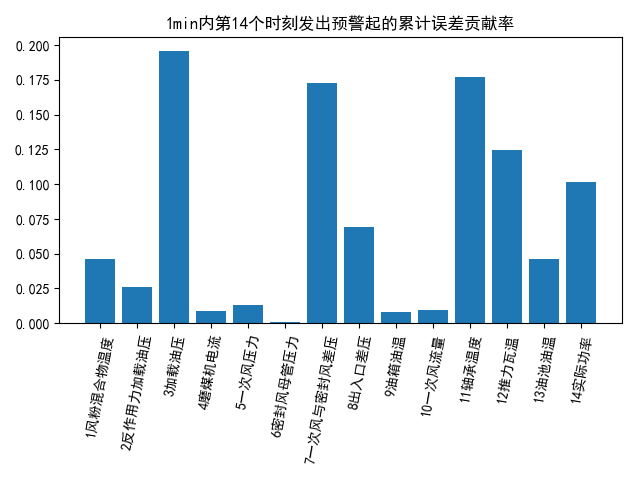 1min内第14个时刻发出预警起的累计误差贡献率
0.200
0.175
0.150
0.125
0.100
0.075
0.050
0.025
0.000
1风粉混合物温度
2反作用力加载油压
3加载油压
4磨煤机电流
5一次风压力
6密封风母管压力
7一次风与密封风差压
8出入口差压
9油箱油温
10一次风流量
11轴承温度
12推力瓦温
13油池油温
14实际功率